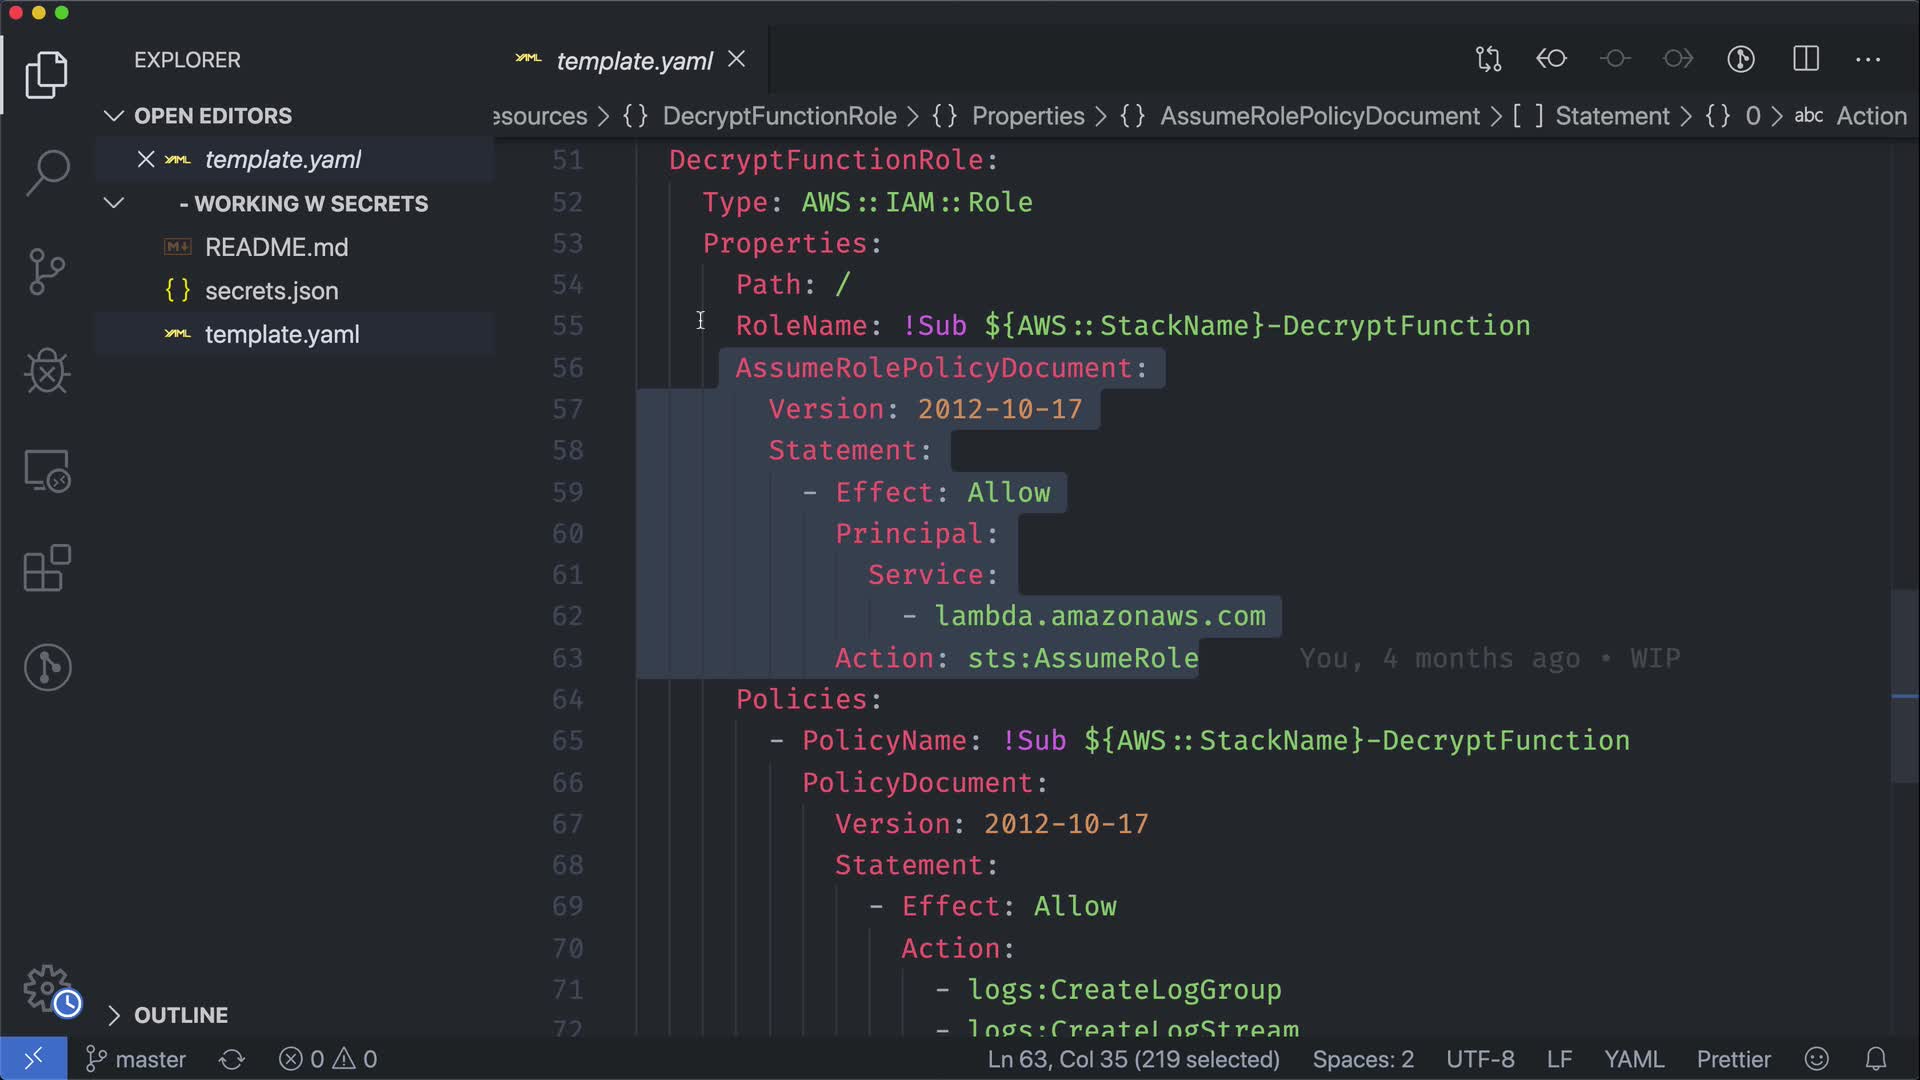 EXPLORER
OPEN EDITORS
template.yaml
- WORKING W SECRETS
README.md
secrets.json
template.yaml
OUTLINE
template.yaml
esources > {} DecryptFunctionRole > {} Properties > {} AssumeRolePolicyDocument > [ ] Statement > {} 0 > abc Action
51 DecryptFunctionRole:
52 Type: AWS::IAM::Role
53 Properties:
54 Path: /
55 RoleName: !Sub ${AWS::StackName}-DecryptFunction
56 AssumeRolePolicyDocument:
57 Version: 2012-10-17
58 Statement:
59 - Effect: Allow
60 Principal:
61 Service:
62 - lambda.amazonaws.com
63 Action: sts:AssumeRole You, 4 months ago • WIP
64 Policies:
65 - PolicyName: !Sub ${AWS::StackName}-DecryptFunction
66 PolicyDocument:
67 Version: 2012-10-17
68 Statement:
69 - Effect: Allow
70 Action:
71 - logs:CreateLogGroup
72 - logs:CreateLogStream
master 0 0 Ln 63, Col 35 (219 selected) Spaces: 2 UTF-8 LF YAML Prettier